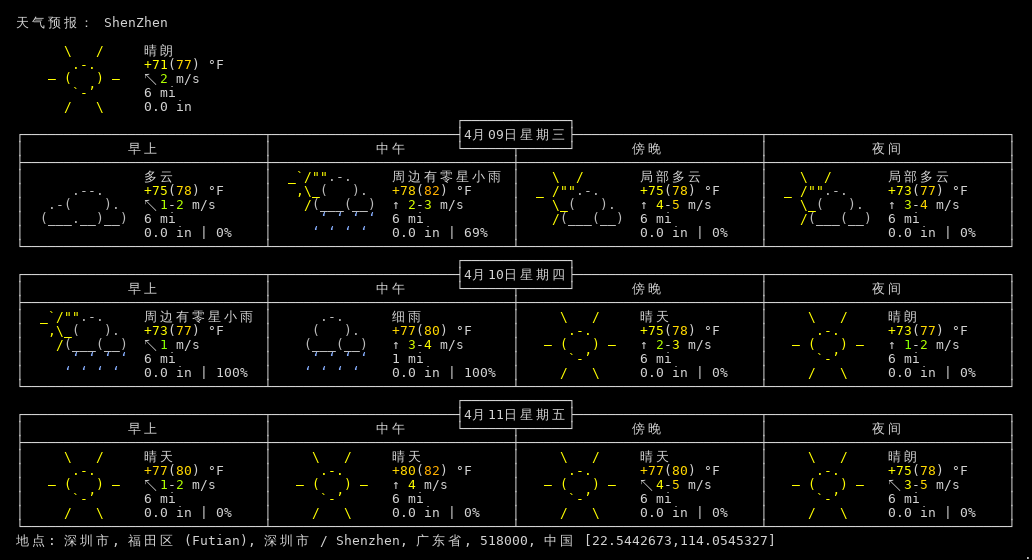 天气预报： ShenZhen
晴朗
+71(77) °F
↖ 2 m/s
6 mi
0.0 in
4月09日星期三
早上 中午 傍晚 夜间
多云 周边有零星小雨 局部多云 局部多云
+75(78) °F +78(82) °F +75(78) °F +73(77) °F
↖ 1-2 m/s ↑ 2-3 m/s ↑ 4-5 m/s ↑ 3-4 m/s
6 mi 6 mi 6 mi 6 mi
0.0 in | 0% 0.0 in | 69% 0.0 in | 0% 0.0 in | 0%
4月10日星期四
早上 中午 傍晚 夜间
周边有零星小雨 细雨 晴天 晴朗
+73(77) °F +77(80) °F +75(78) °F +73(77) °F
↖ 1 m/s ↑ 3-4 m/s ↑ 2-3 m/s ↑ 1-2 m/s
6 mi 1 mi 6 mi 6 mi
0.0 in | 100% 0.0 in | 100% 0.0 in | 0% 0.0 in | 0%
4月11日星期五
早上 中午 傍晚 夜间
晴天 晴天 晴天 晴朗
+77(80) °F +80(82) °F +77(80) °F +75(78) °F
↖ 1-2 m/s ↑ 4 m/s ↖ 4-5 m/s ↖ 3-5 m/s
6 mi 6 mi 6 mi 6 mi
0.0 in | 0% 0.0 in | 0% 0.0 in | 0% 0.0 in | 0%
地点: 深圳市, 福田区 (Futian), 深圳市 / Shenzhen, 广东省, 518000, 中国 [22.5442673,114.0545327]